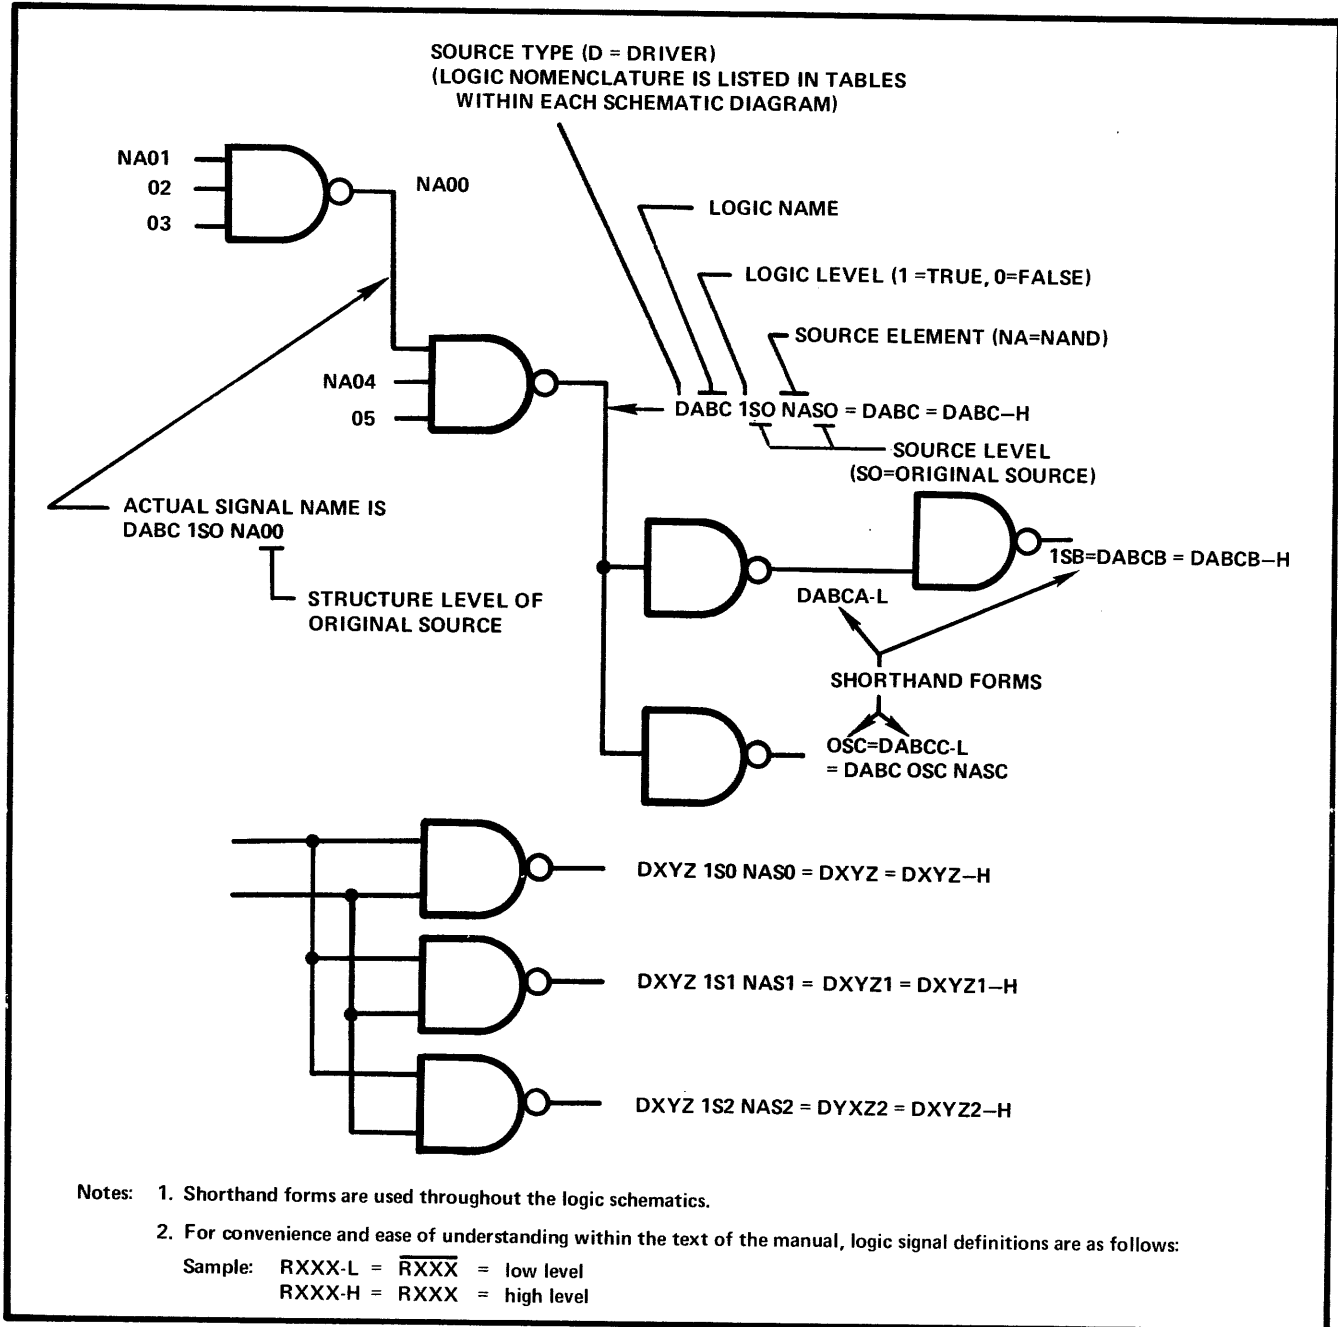 SOURCE TYPE (D = DRIVER)
(LOGIC NOMENCLATURE IS LISTED IN TABLES
WITHIN EACH SCHEMATIC DIAGRAM)
NA01
02
03
NA00
LOGIC NAME
LOGIC LEVEL (1 =TRUE, 0=FALSE)
SOURCE ELEMENT (NA=NAND)
NA04
05
DABC 1SO NASO = DABC = DABC—H
SOURCE LEVEL
(SO=ORIGINAL SOURCE)
ACTUAL SIGNAL NAME IS
DABC 1SO NA00
STRUCTURE LEVEL OF
ORIGINAL SOURCE
1SB=DABCB = DABCB—H
DABCA-L
SHORTHAND FORMS
OSC=DABCC-L
= DABC OSC NASC
DXYZ 1S0 NAS0 = DXYZ = DXYZ—H
DXYZ 1S1 NAS1 = DXYZ1 = DXYZ1—H
DXYZ 1S2 NAS2 = DYXZ2 = DXYZ2—H
Notes: 1. Shorthand forms are used throughout the logic schematics.
2. For convenience and ease of understanding within the text of the manual, logic signal definitions are as follows:
Sample: RXXX-L = R̅X̅X̅X̅ = low level
RXXX-H = RXXX = high level